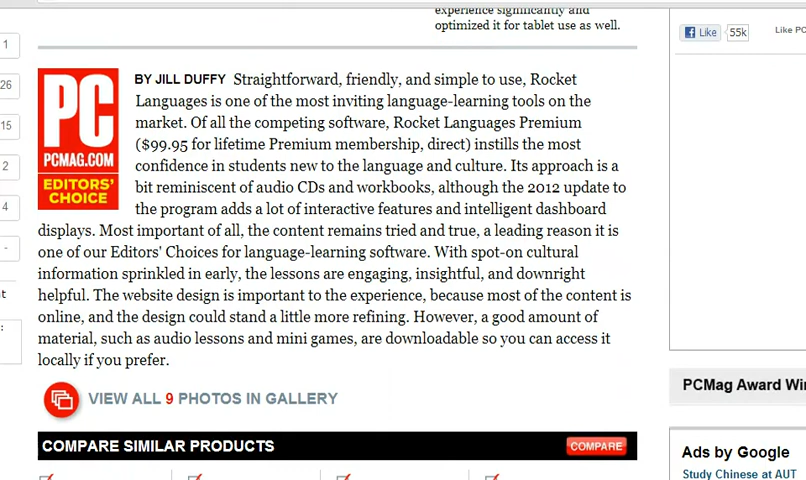 experience significantly and
optimized it for tablet use as well.
Like
55k
Like PC
1
26
15
2
4
-
PC
PCMAG.COM
EDITORS'
CHOICE
BY JILL DUFFY Straightforward, friendly, and simple to use, Rocket
Languages is one of the most inviting language-learning tools on the
market. Of all the competing software, Rocket Languages Premium
($99.95 for lifetime Premium membership, direct) instills the most
confidence in students new to the language and culture. Its approach is a
bit reminiscent of audio CDs and workbooks, although the 2012 update to
the program adds a lot of interactive features and intelligent dashboard
displays. Most important of all, the content remains tried and true, a leading reason it is
one of our Editors' Choices for language-learning software. With spot-on cultural
information sprinkled in early, the lessons are engaging, insightful, and downright
helpful. The website design is important to the experience, because most of the content is
online, and the design could stand a little more refining. However, a good amount of
material, such as audio lessons and mini games, are downloadable so you can access it
locally if you prefer.
VIEW ALL 9 PHOTOS IN GALLERY
COMPARE SIMILAR PRODUCTS
COMPARE
PCMag Award Wi
Ads by Google
Study Chinese at AUT